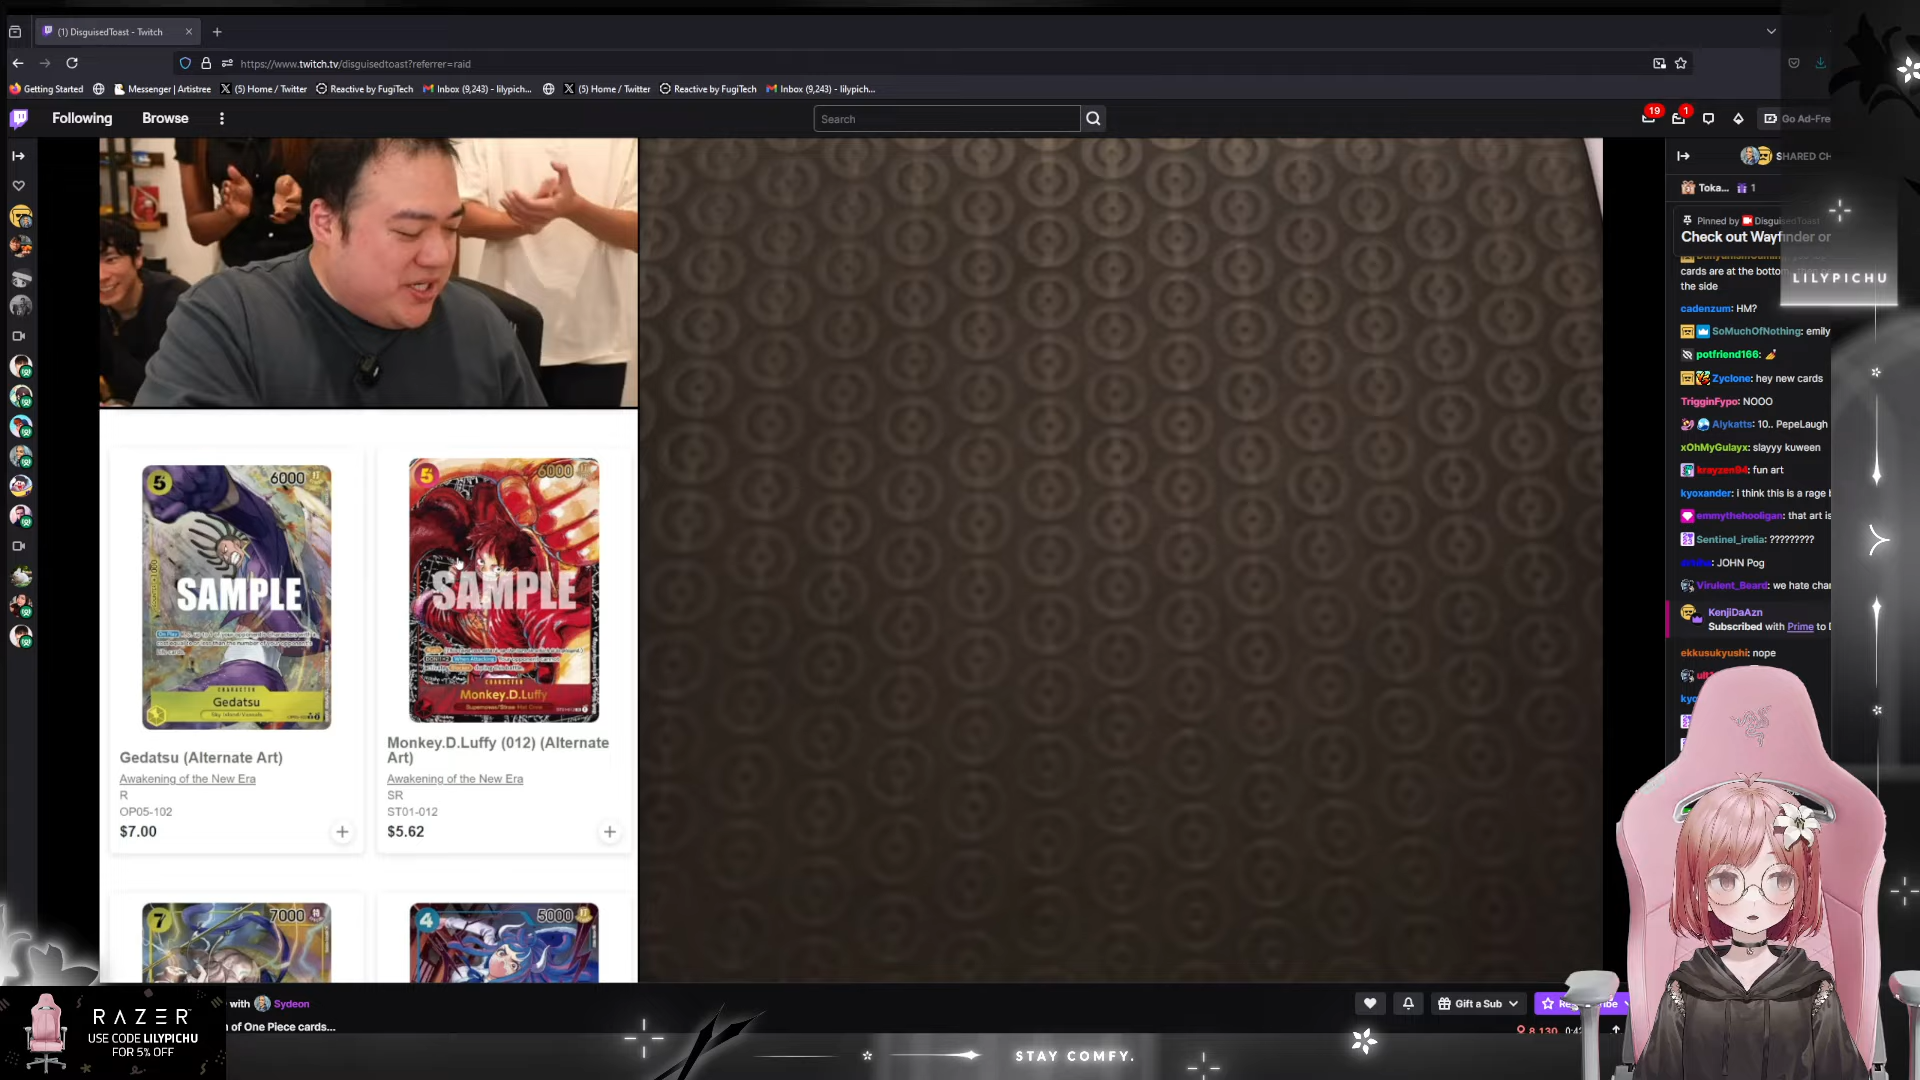 (1) DisguisedToast - Twitch
https://www.twitch.tv/disguisedtoast?referrer=raid
Getting Started
Messenger | Artistree
(5) Home / Twitter
Reactive by FugiTech
Inbox (9,243) - lilypich...
(5) Home / Twitter
Reactive by FugiTech
Inbox (9,243) - lilypich...
Following
Browse
Search
19
1
Go Ad-Fre
SHARED CH
Toka...
1
Pinned by DisguisedToast
Check out Wayfinder or
cards are at the bottom
the side
LILYPICHU
cadenzum: HM?
SoMuchOfNothing: emily
potfriend166:
Zyclone: hey new cards
TrigginFypo: NOOO
Alykatts: 10.. PepeLaugh
xOhMyGulayx: slayyy kuween
krayzen94: fun art
kyoxander: i think this is a rage
emmythehooligan: that art is
Sentinel_irelia: ?????????
: JOHN Pog
Virulent_Beard: we hate
KenjiDaAzn
Subscribed with Prime to
ekkusukyushi: nope
5
6000
SAMPLE
CHARACTER
Gedatsu
5
6000
SAMPLE
CHARACTER
Monkey.D.Luffy
Gedatsu (Alternate Art)
Awakening of the New Era
R
OP05-102
$7.00
Monkey.D.Luffy (012) (Alternate
Art)
Awakening of the New Era
SR
ST01-012
$5.62
7
7000
4
5000
with Sydeon
of One Piece cards...
Gift a Sub
8,130
RAZER
USE CODE LILYPICHU
FOR 5% OFF
STAY COMFY.